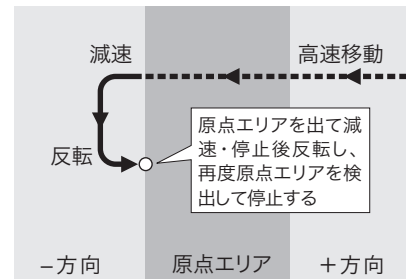 減速
高速移動
原点エリアを出て減
速・停止後反転し、
再度原点エリアを検
出して停止する
反転
−方向
原点エリア
+方向